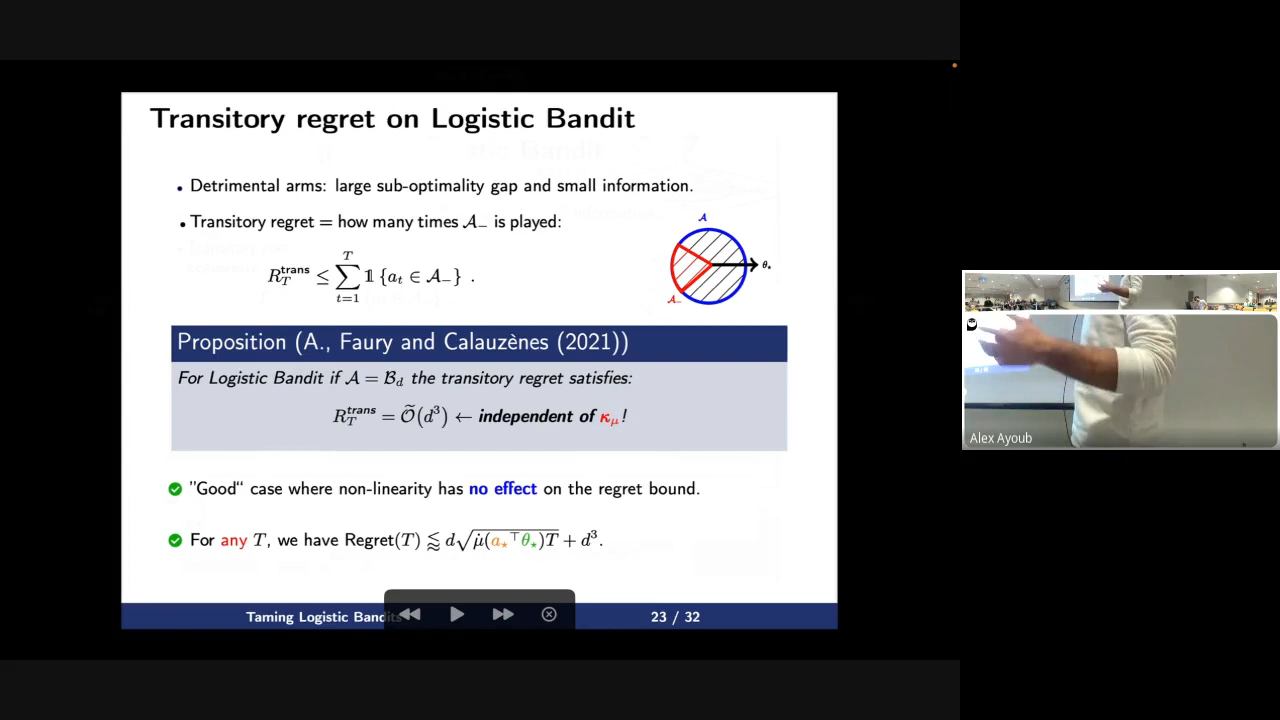 Transitory regret on Logistic Bandit
• Detrimental arms: large sub-optimality gap and small information.
• Transitory regret = how many times 𝒜₋ is played:
R_T^trans ≤ ∑_{t=1}^{T} 𝟙 {a_t ∈ 𝒜₋} .
𝒜
θ⋆
𝒜₋
Proposition (A., Faury and Calauzènes (2021))
For Logistic Bandit if 𝒜 = ℬ_d the transitory regret satisfies:
R_T^trans = Õ(d³) ← independent of κ_μ!
"Good“ case where non-linearity has no effect on the regret bound.
For any T, we have Regret(T) ⪅ d√(μ̇(a⋆ᵀθ⋆)T) + d³.
Taming Logistic Bandits
23 / 32
Alex Ayoub